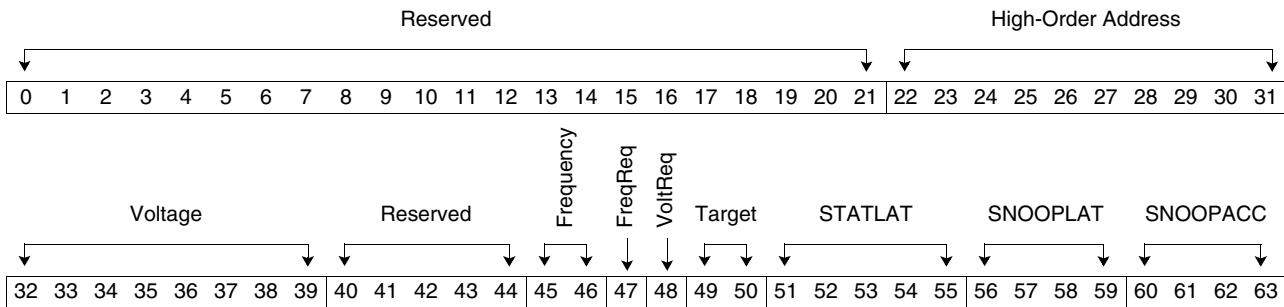 Reserved High-Order Address
0 1 2 3 4 5 6 7 8 9 10 11 12 13 14 15 16 17 18 19 20 21 22 23 24 25 26 27 28 29 30 31
Voltage Reserved Frequency FreqReq VoltReq Target STATLAT SNOOPLAT SNOOPACC
32 33 34 35 36 37 38 39 40 41 42 43 44 45 46 47 48 49 50 51 52 53 54 55 56 57 58 59 60 61 62 63